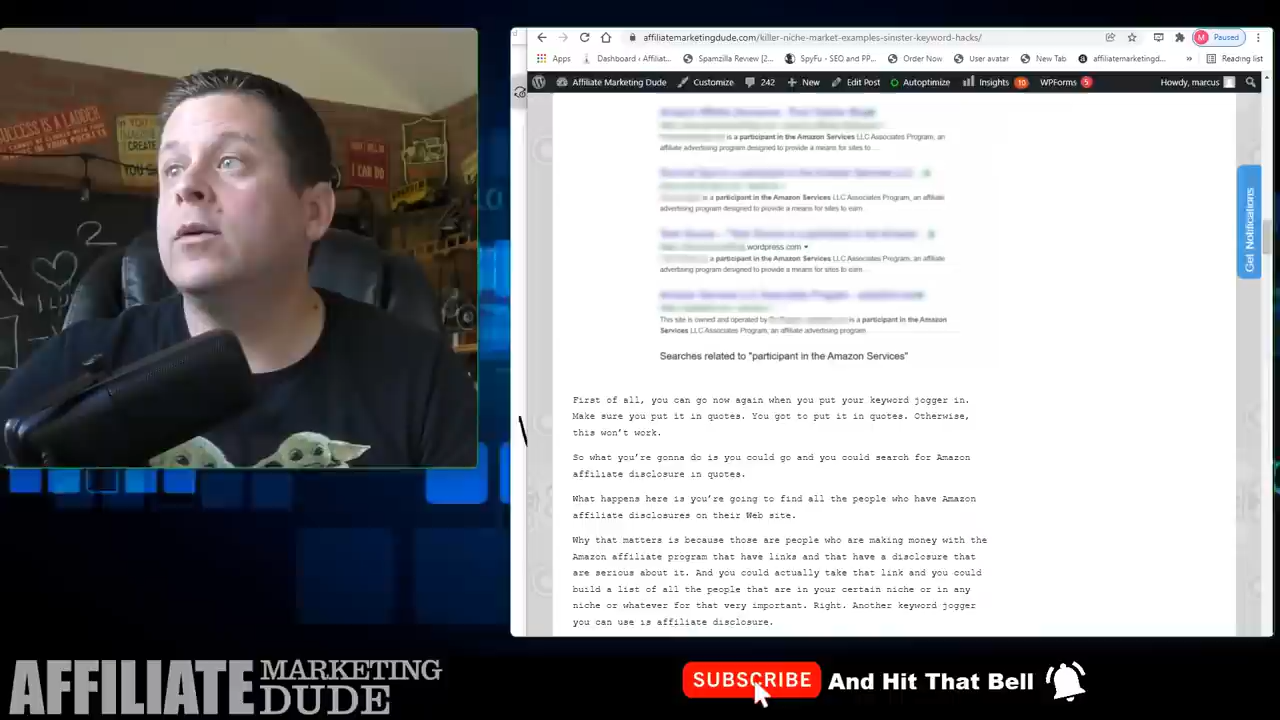 affiliatemarketingdude.com/killer-niche-market-examples-sinister-keyword-hacks/
M Paused
Apps
Dashboard ‹ Affiliat...
Spamzilla Review [2...
SpyFu - SEO and PP...
Order Now
User avatar
New Tab
affiliatemarketingd...
»
Reading list
Affiliate Marketing Dude
Customize
242
New
Edit Post
Autoptimize
Insights 10
WPForms 5
Howdy, marcus
is a participant in the Amazon Services LLC Associates Program, an
affiliate advertising program designed to provide a means for sites to ...
is a participant in the Amazon Services LLC Associates Program, an affiliate
advertising program designed to provide a means for sites to earn
.wordpress.com
a participant in the Amazon Services LLC Associates Program, an affiliate
advertising program designed to provide a means for sites to earn ...
This site is owned and operated by
is a participant in the Amazon
Services LLC Associates Program, an affiliate advertising program
Searches related to "participant in the Amazon Services"
First of all, you can go now again when you put your keyword jogger in.
Make sure you put it in quotes. You got to put it in quotes. Otherwise,
this won't work.
So what you're gonna do is you could go and you could search for Amazon
affiliate disclosure in quotes.
What happens here is you're going to find all the people who have Amazon
affiliate disclosures on their Web site.
Why that matters is because those are people who are making money with the
Amazon affiliate program that have links and that have a disclosure that
are serious about it. And you could actually take that link and you could
build a list of all the people that are in your certain niche or in any
niche or whatever for that very important. Right. Another keyword jogger
you can use is affiliate disclosure.
Get Notifications
SUCCESS IS A LADDER
I CAN DO
AFFILIATE MARKETING DUDE
SUBSCRIBE And Hit That Bell